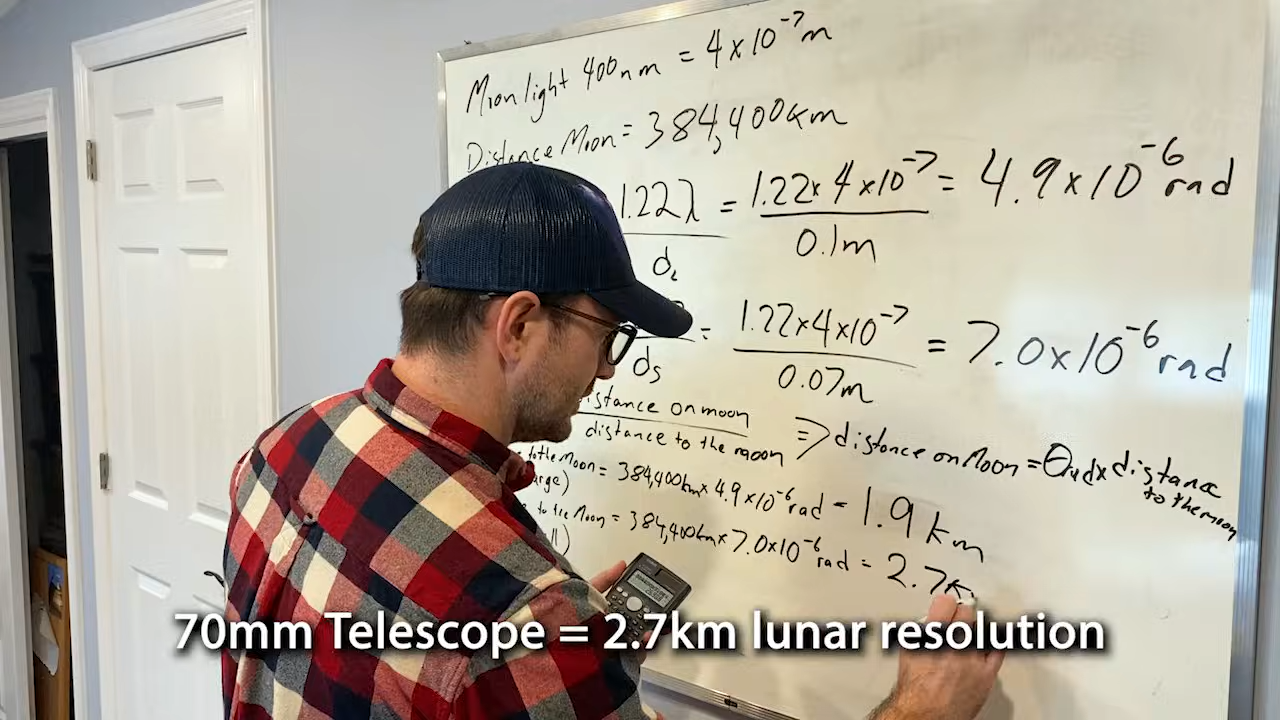 Moonlight 400nm = 4x10⁻⁷m
Distance Moon = 384,400km
1.22λ = 1.22x4x10⁻⁷ = 4.9x10⁻⁶ rad
d_L 0.1m
= 1.22x4x10⁻⁷ = 7.0x10⁻⁶ rad
d_s 0.07m
distance on moon
distance to the moon => distance on Moon = θ rad x distance to the moon
to the Moon = 384,400km x 4.9x10⁻⁶ rad = 1.9 km
to the Moon = 384,400km x 7.0x10⁻⁶ rad = 2.7k
70mm Telescope = 2.7km lunar resolution